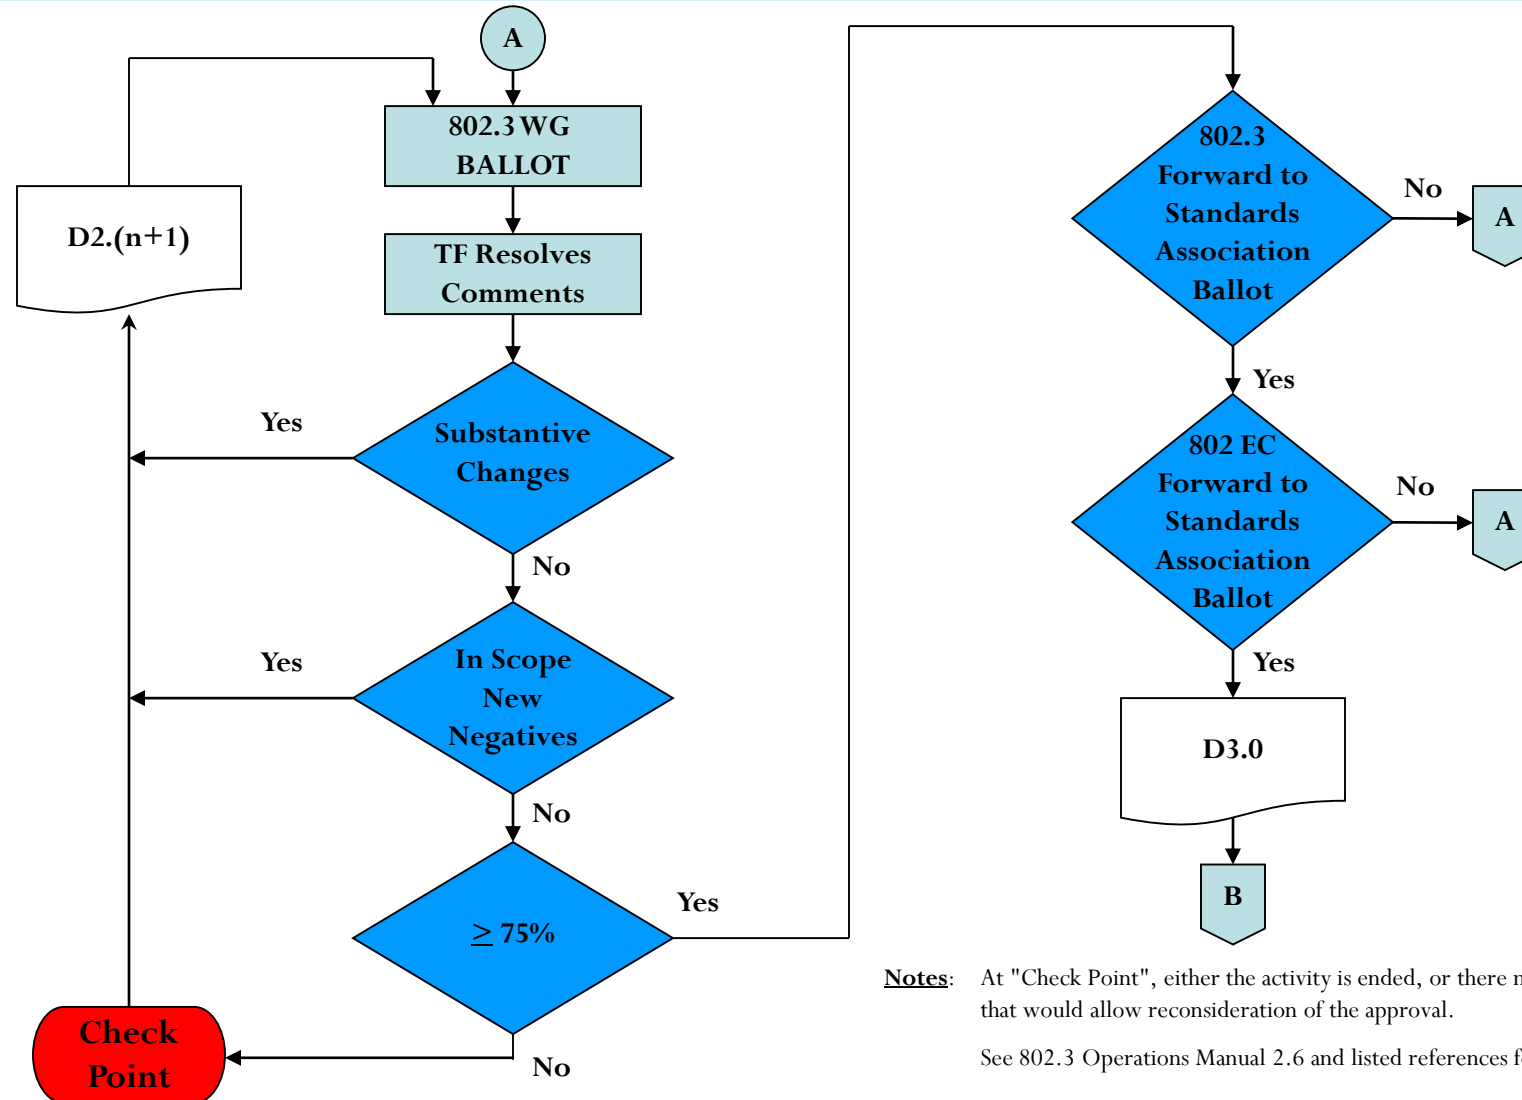 A
802.3 WG
BALLOT
D2.(n+1)
TF Resolves
Comments
Yes
Substantive
Changes
No
Yes
In Scope
New
Negatives
No
≥ 75%
Yes
No
Check
Point
802.3
Forward to
Standards
Association
Ballot
No
A
Yes
802 EC
Forward to
Standards
Association
Ballot
No
A
Yes
D3.0
B
Notes: At "Check Point", either the activity is ended, or there
that would allow reconsideration of the approval.
See 802.3 Operations Manual 2.6 and listed references